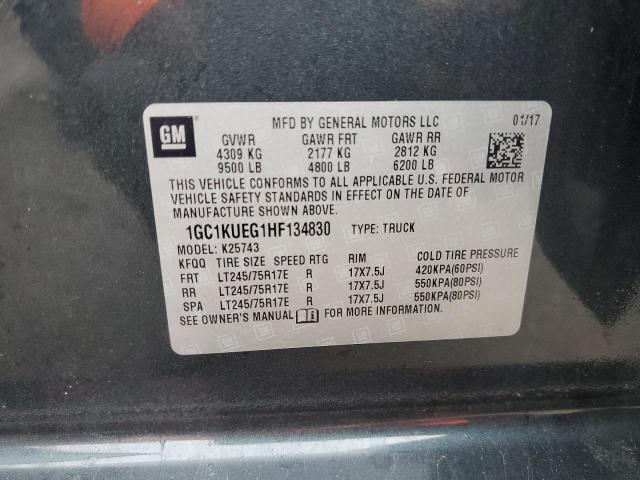 GM
MFD BY GENERAL MOTORS LLC 01/17
GVWR GAWR FRT GAWR RR
4309 KG 2177 KG 2812 KG
9500 LB 4800 LB 6200 LB
THIS VEHICLE CONFORMS TO ALL APPLICABLE U.S. FEDERAL MOTOR
VEHICLE SAFETY STANDARDS IN EFFECT ON THE DATE OF
MANUFACTURE SHOWN ABOVE.
1GC1KUEG1HF134830 TYPE: TRUCK
MODEL: K25743
KFQQ TIRE SIZE SPEED RTG RIM COLD TIRE PRESSURE
FRT LT245/75R17E R 17X7.5J 420KPA(60PSI)
RR LT245/75R17E R 17X7.5J 550KPA(80PSI)
SPA LT245/75R17E R 17X7.5J 550KPA(80PSI)
SEE OWNER'S MANUAL FOR MORE INFORMATION.